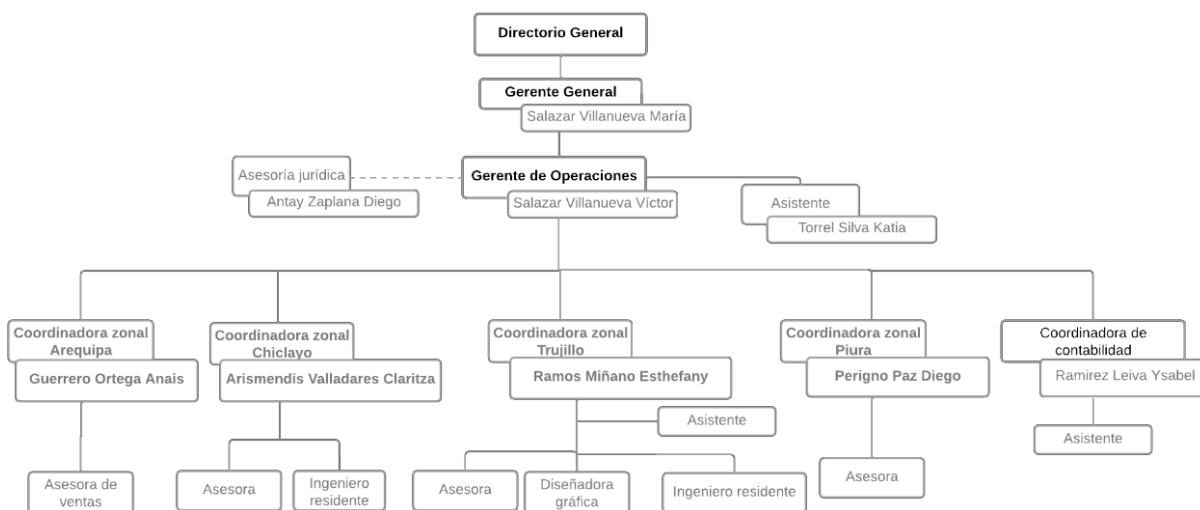 Directorio General
Gerente General
Salazar Villanueva María
Asesoría jurídica
Antay Zaplana Diego
Gerente de Operaciones
Salazar Villanueva Víctor
Asistente
Torrel Silva Katia
Coordinadora zonal
Arequipa
Guerrero Ortega Anais
Coordinadora zonal
Chiclayo
Arismendis Valladares Claritza
Coordinadora zonal
Trujillo
Ramos Miñano Esthefany
Coordinadora zonal
Piura
Perigno Paz Diego
Coordinadora de
contabilidad
Ramirez Leiva Ysabel
Asistente
Asistente
Asesora de
ventas
Asesora
Ingeniero
residente
Asesora
Diseñadora
gráfica
Ingeniero residente
Asesora